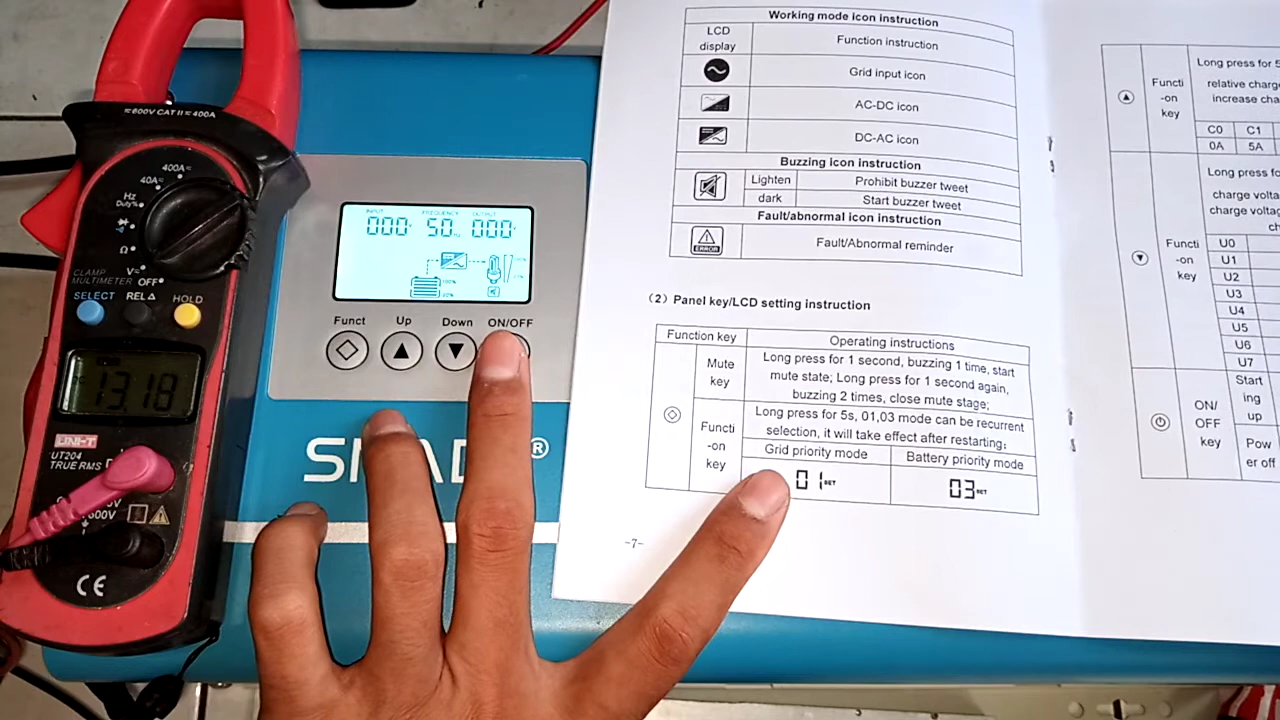 ≂600V CAT II ≂400A
400A≂
40A≂
Hz
Duty%
Ω
V≂
OFF
CLAMP
MULTIMETER
SELECT
REL△
HOLD
13.18
UNI-T
UT204
TRUE RMS
600V
CE
INPUT FREQUENCY OUTPUT
000 50Hz 000
100%
Funct
Up
Down
ON/OFF
®
Working mode icon instruction
LCD display
Function instruction
Grid input icon
AC-DC icon
DC-AC icon
Buzzing icon instruction
Lighten
Prohibit buzzer tweet
dark
Start buzzer tweet
Fault/abnormal icon instruction
ERROR
Fault/Abnormal reminder
(2) Panel key/LCD setting instruction
Function key
Operating instructions
Mute key
Long press for 1 second, buzzing 1 time, start
mute state; Long press for 1 second again,
buzzing 2 times, close mute stage;
Functi
-on
key
Long press for 5s, 01,03 mode can be recurrent
selection, it will take effect after restarting;
Grid priority mode
Battery priority mode
01 SET
03 SET
-7-
Functi
-on
key
Long press for 5
relative charg
increase cha
C0 C1
0A 5A
Functi
-on
key
Long press fo
charge volta
charge voltag
U0
U1
U2
U3
U4
U5
U6
U7
ON/
OFF
key
Start
ing
up
Pow
er off